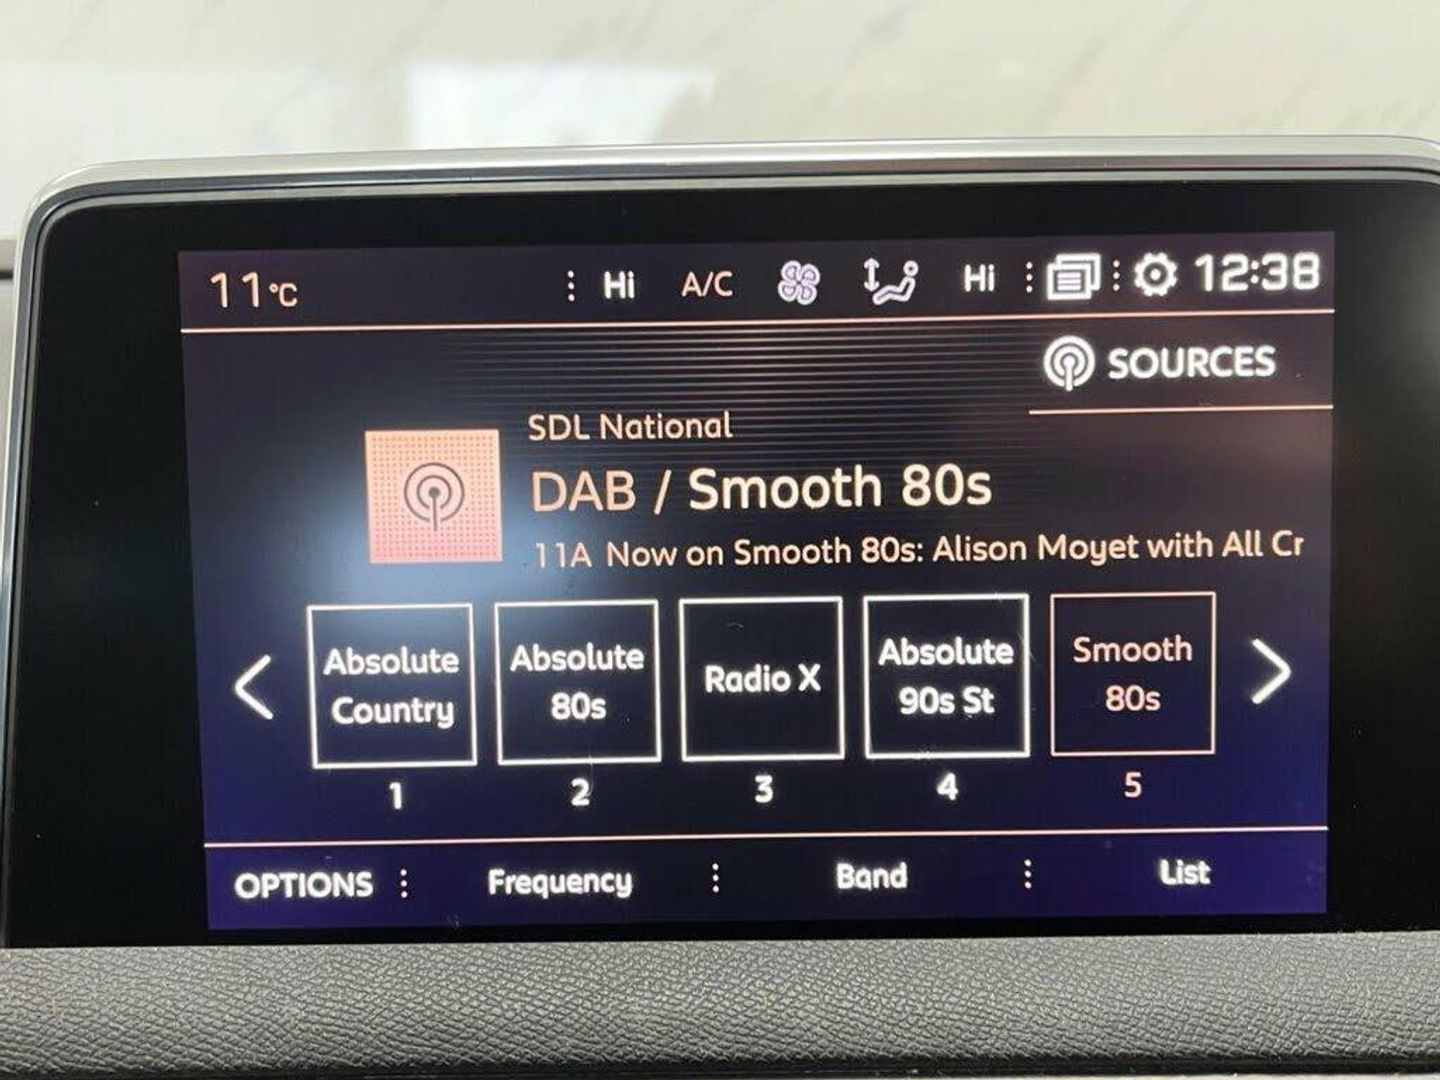 11°C Hi A/C Hi 12:38
SOURCES
SDL National
DAB / Smooth 80s
11A Now on Smooth 80s: Alison Moyet with All Cr
Absolute
Country
Absolute
80s
Radio X
Absolute
90s St
Smooth
80s
1 2 3 4 5
OPTIONS Frequency Band List